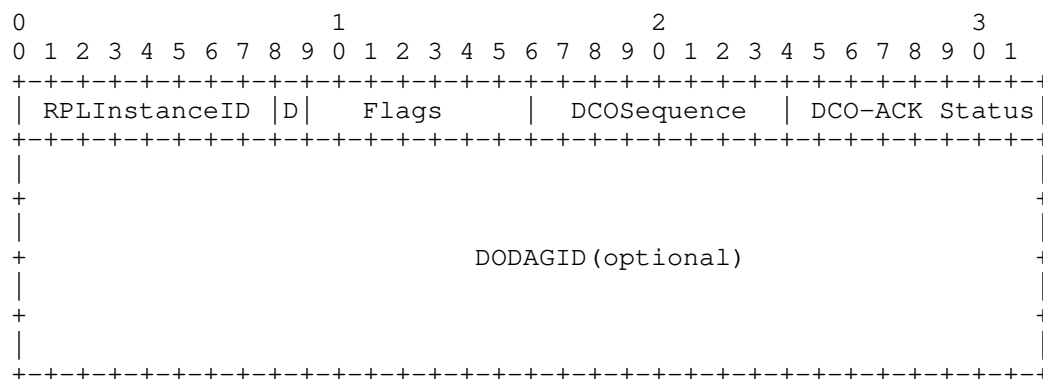 0                   1                   2                   3
0 1 2 3 4 5 6 7 8 9 0 1 2 3 4 5 6 7 8 9 0 1 2 3 4 5 6 7 8 9 0 1
+-+-+-+-+-+-+-+-+-+-+-+-+-+-+-+-+-+-+-+-+-+-+-+-+-+-+-+-+-+-+-+-+
| RPLInstanceID |D|   Flags     |  DCOSequence  | DCO-ACK Status|
+-+-+-+-+-+-+-+-+-+-+-+-+-+-+-+-+-+-+-+-+-+-+-+-+-+-+-+-+-+-+-+-+
|                                                               |
+                                                               +
|                                                               |
+                            DODAGID(optional)                  +
|                                                               |
+                                                               +
|                                                               |
+-+-+-+-+-+-+-+-+-+-+-+-+-+-+-+-+-+-+-+-+-+-+-+-+-+-+-+-+-+-+-+-+